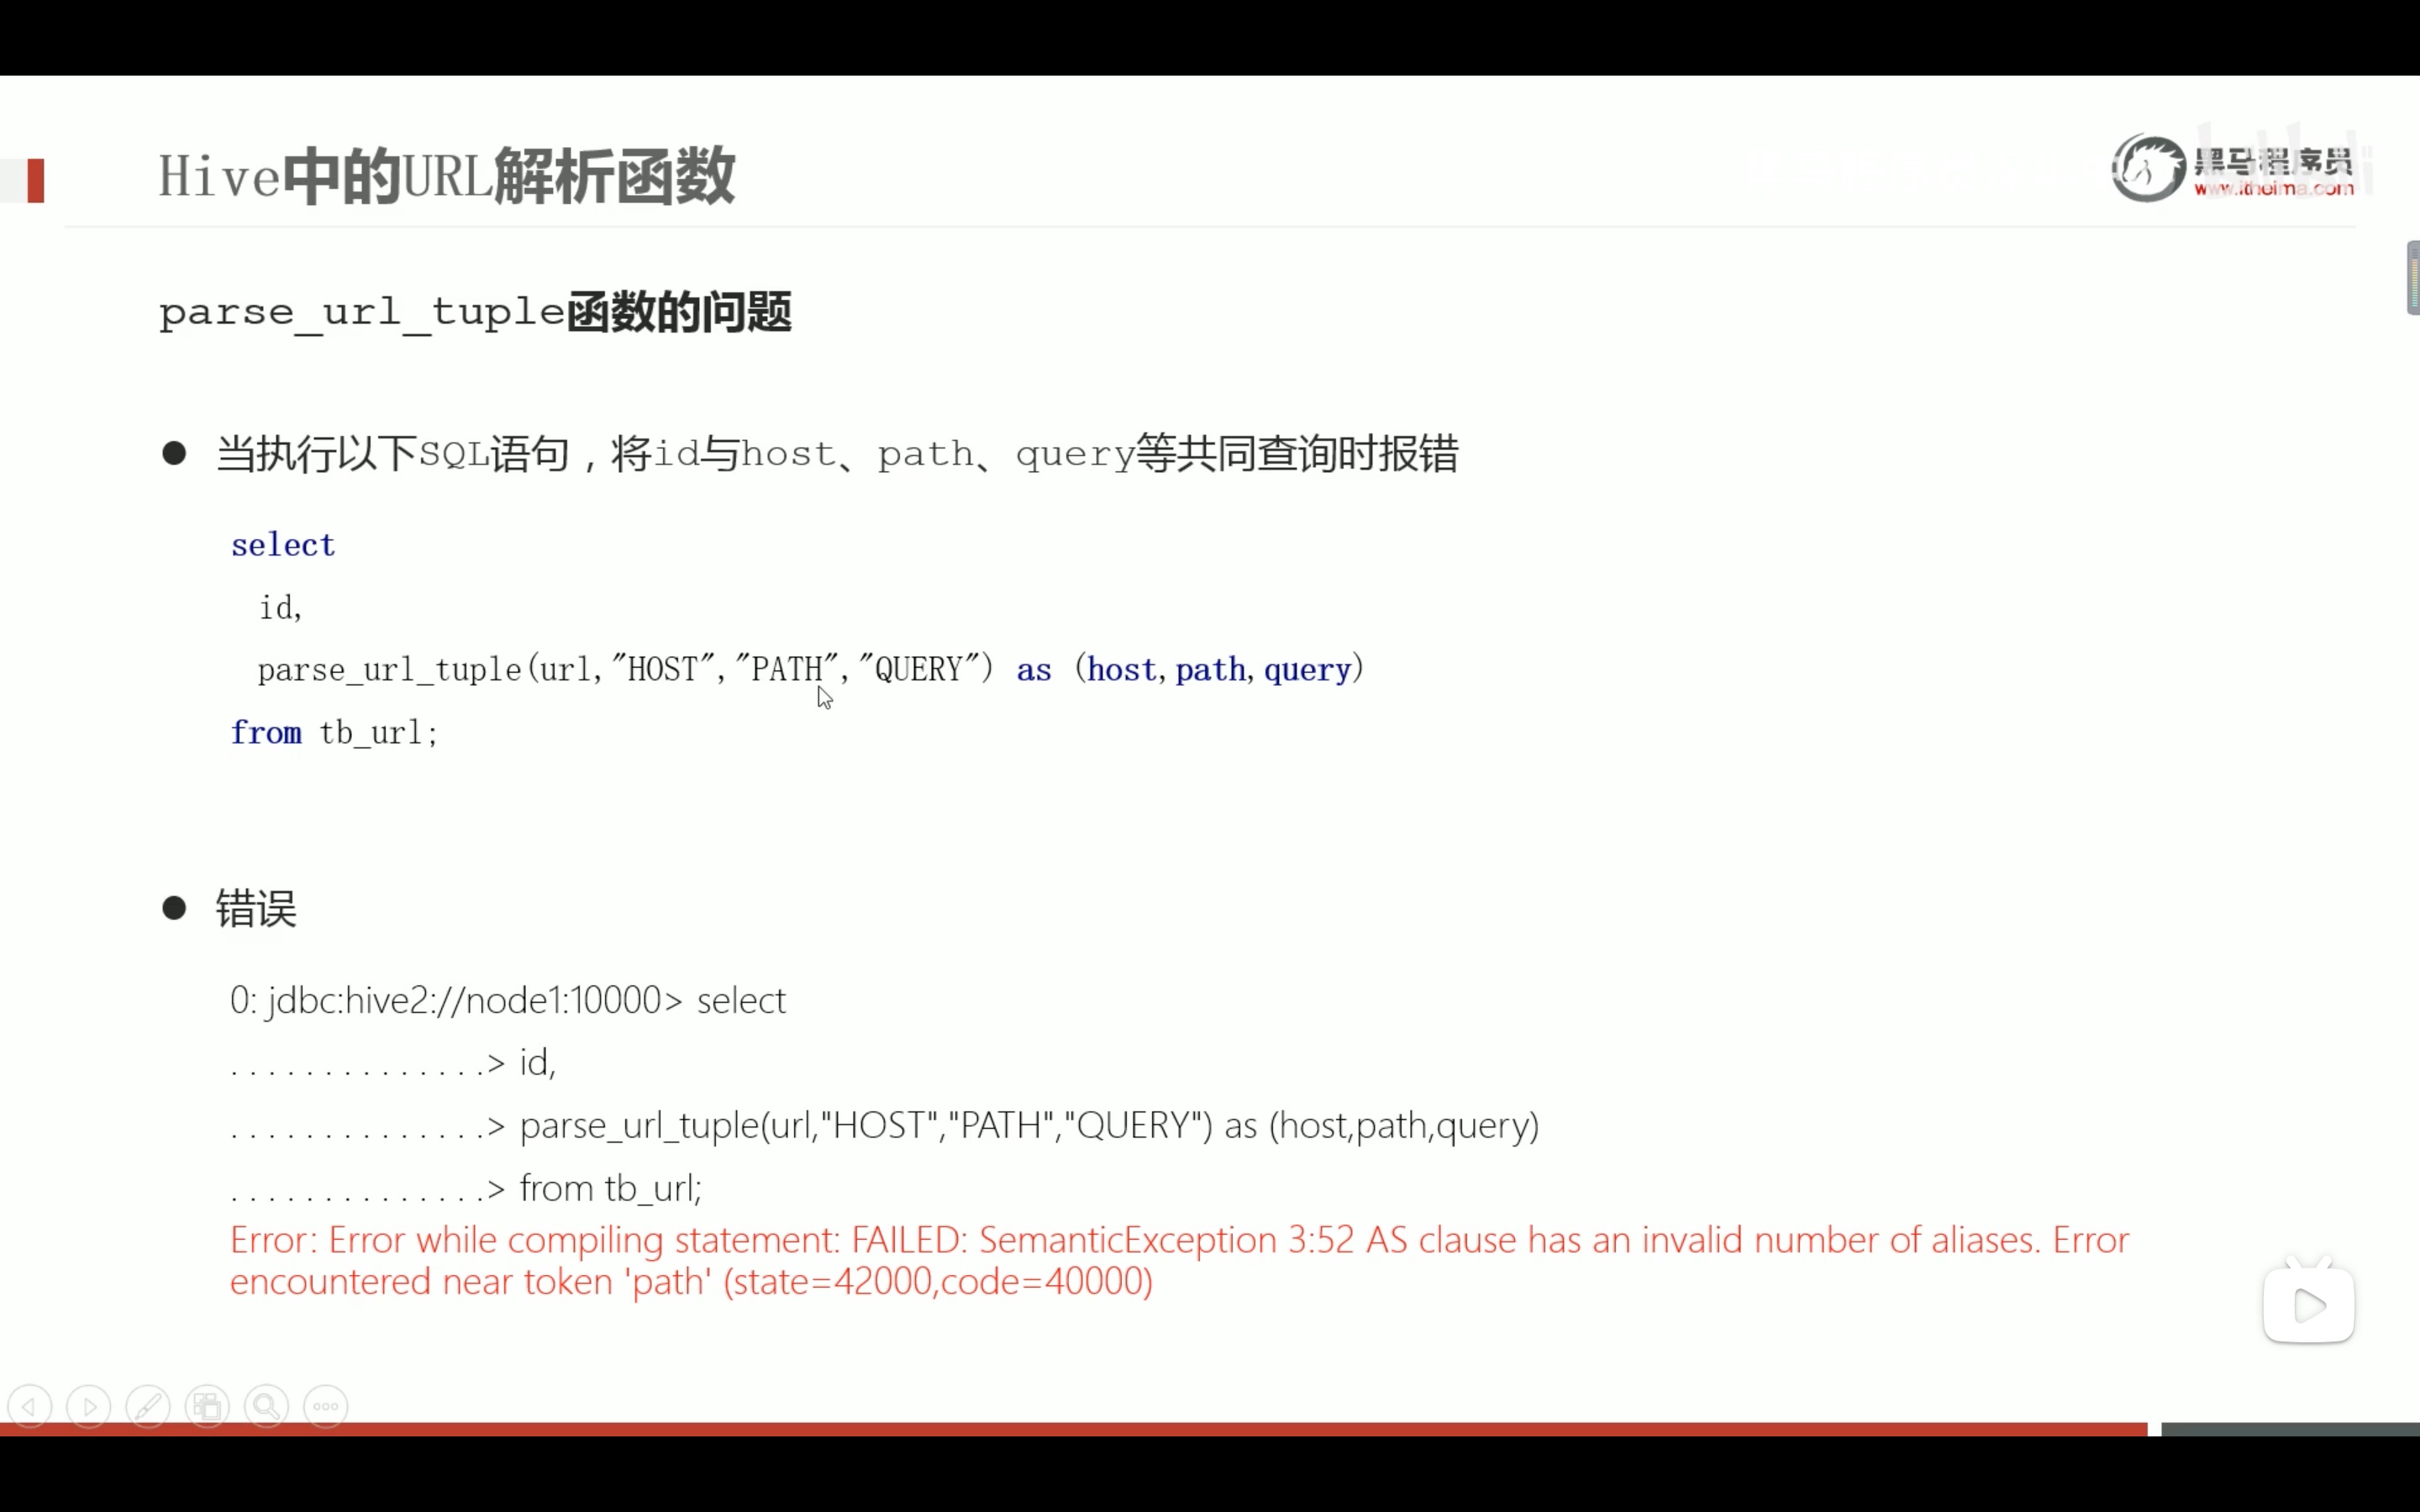 Hive中的URL解析函数
黑马程序员
www.itheima.com
parse_url_tuple函数的问题
● 当执行以下SQL语句，将id与host、path、query等共同查询时报错
select
id,
parse_url_tuple(url,"HOST","PATH","QUERY") as (host,path,query)
from tb_url;
● 错误
0: jdbc:hive2://node1:10000> select
. . . . . . . . . . . . . .> id,
. . . . . . . . . . . . . .> parse_url_tuple(url,"HOST","PATH","QUERY") as (host,path,query)
. . . . . . . . . . . . . .> from tb_url;
Error: Error while compiling statement: FAILED: SemanticException 3:52 AS clause has an invalid number of aliases. Error
encountered near token 'path' (state=42000,code=40000)